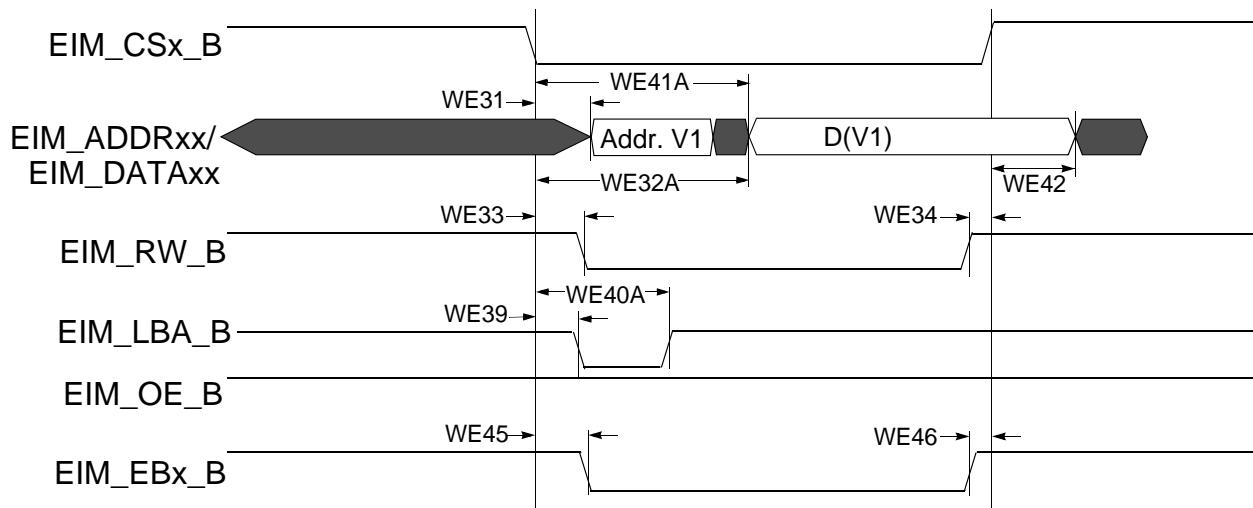 EIM_CSx_B
WE41A
WE31
EIM_ADDRxx/
EIM_DATAxx
Addr. V1
D(V1)
WE32A
WE42
WE33
WE34
EIM_RW_B
WE40A
WE39
EIM_LBA_B
EIM_OE_B
WE45
WE46
EIM_EBx_B